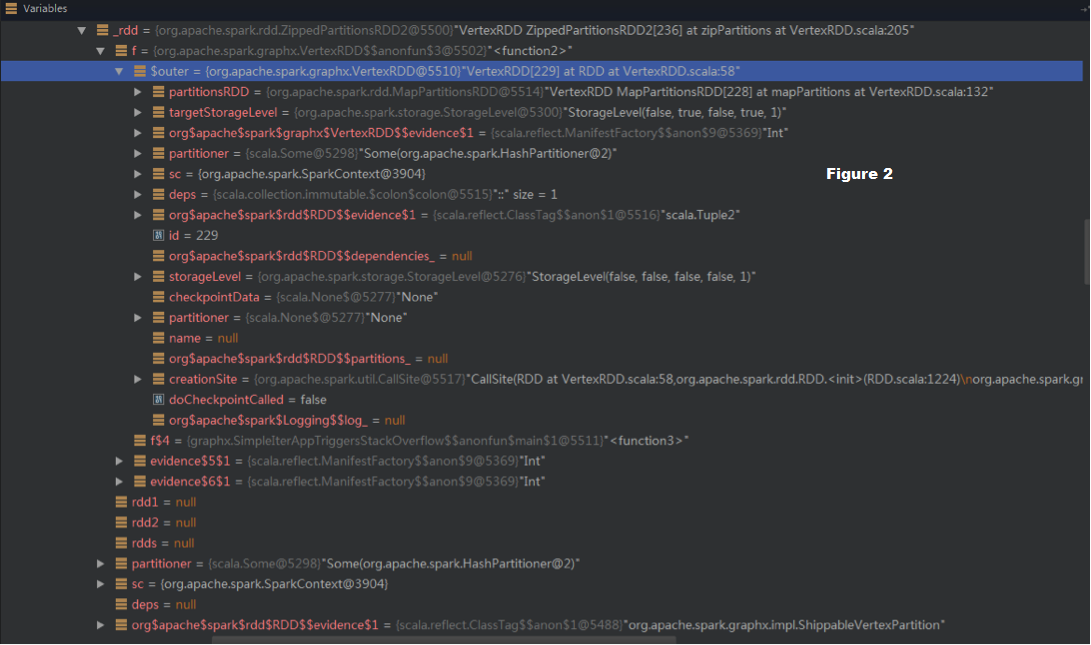 Variables
_rdd = {org.apache.spark.rdd.ZippedPartitionsRDD2@5500}"VertexRDD ZippedPartitionsRDD2[236] at zipPartitions at VertexRDD.scala:205"
f = {org.apache.spark.graphx.VertexRDD$$anonfun$3@5502}"<function2>"
$outer = {org.apache.spark.graphx.VertexRDD@5510}"VertexRDD[229] at RDD at VertexRDD.scala:58"
partitionsRDD = {org.apache.spark.rdd.MapPartitionsRDD@5514}"VertexRDD MapPartitionsRDD[228] at mapPartitions at VertexRDD.scala:132"
targetStorageLevel = {org.apache.spark.storage.StorageLevel@5300}"StorageLevel(false, true, false, true, 1)"
org$apache$spark$graphx$VertexRDD$$evidence$1 = {scala.reflect.ManifestFactory$$anon$9@5369}"Int"
partitioner = {scala.Some@5298}"Some(org.apache.spark.HashPartitioner@2)"
sc = {org.apache.spark.SparkContext@3904}
Figure 2
deps = {scala.collection.immutable.$colon$colon@5515}"::" size = 1
org$apache$spark$rdd$RDD$$evidence$1 = {scala.reflect.ClassTag$$anon$1@5516}"scala.Tuple2"
id = 229
org$apache$spark$rdd$RDD$$dependencies_ = null
storageLevel = {org.apache.spark.storage.StorageLevel@5276}"StorageLevel(false, false, false, false, 1)"
checkpointData = {scala.None$@5277}"None"
partitioner = {scala.None$@5277}"None"
name = null
org$apache$spark$rdd$RDD$$partitions_ = null
creationSite = {org.apache.spark.util.CallSite@5517}"CallSite(RDD at VertexRDD.scala:58,org.apache.spark.rdd.RDD.<init>(RDD.scala:1224)\norg.apache.spark.gr
doCheckpointCalled = false
org$apache$spark$Logging$$log_ = null
f$4 = {graphx.SimpleIterAppTriggersStackOverflow$$anonfun$main$1@5511}"<function3>"
evidence$5$1 = {scala.reflect.ManifestFactory$$anon$9@5369}"Int"
evidence$6$1 = {scala.reflect.ManifestFactory$$anon$9@5369}"Int"
rdd1 = null
rdd2 = null
rdds = null
partitioner = {scala.Some@5298}"Some(org.apache.spark.HashPartitioner@2)"
sc = {org.apache.spark.SparkContext@3904}
deps = null
org$apache$spark$rdd$RDD$$evidence$1 = {scala.reflect.ClassTag$$anon$1@5488}"org.apache.spark.graphx.impl.ShippableVertexPartition"